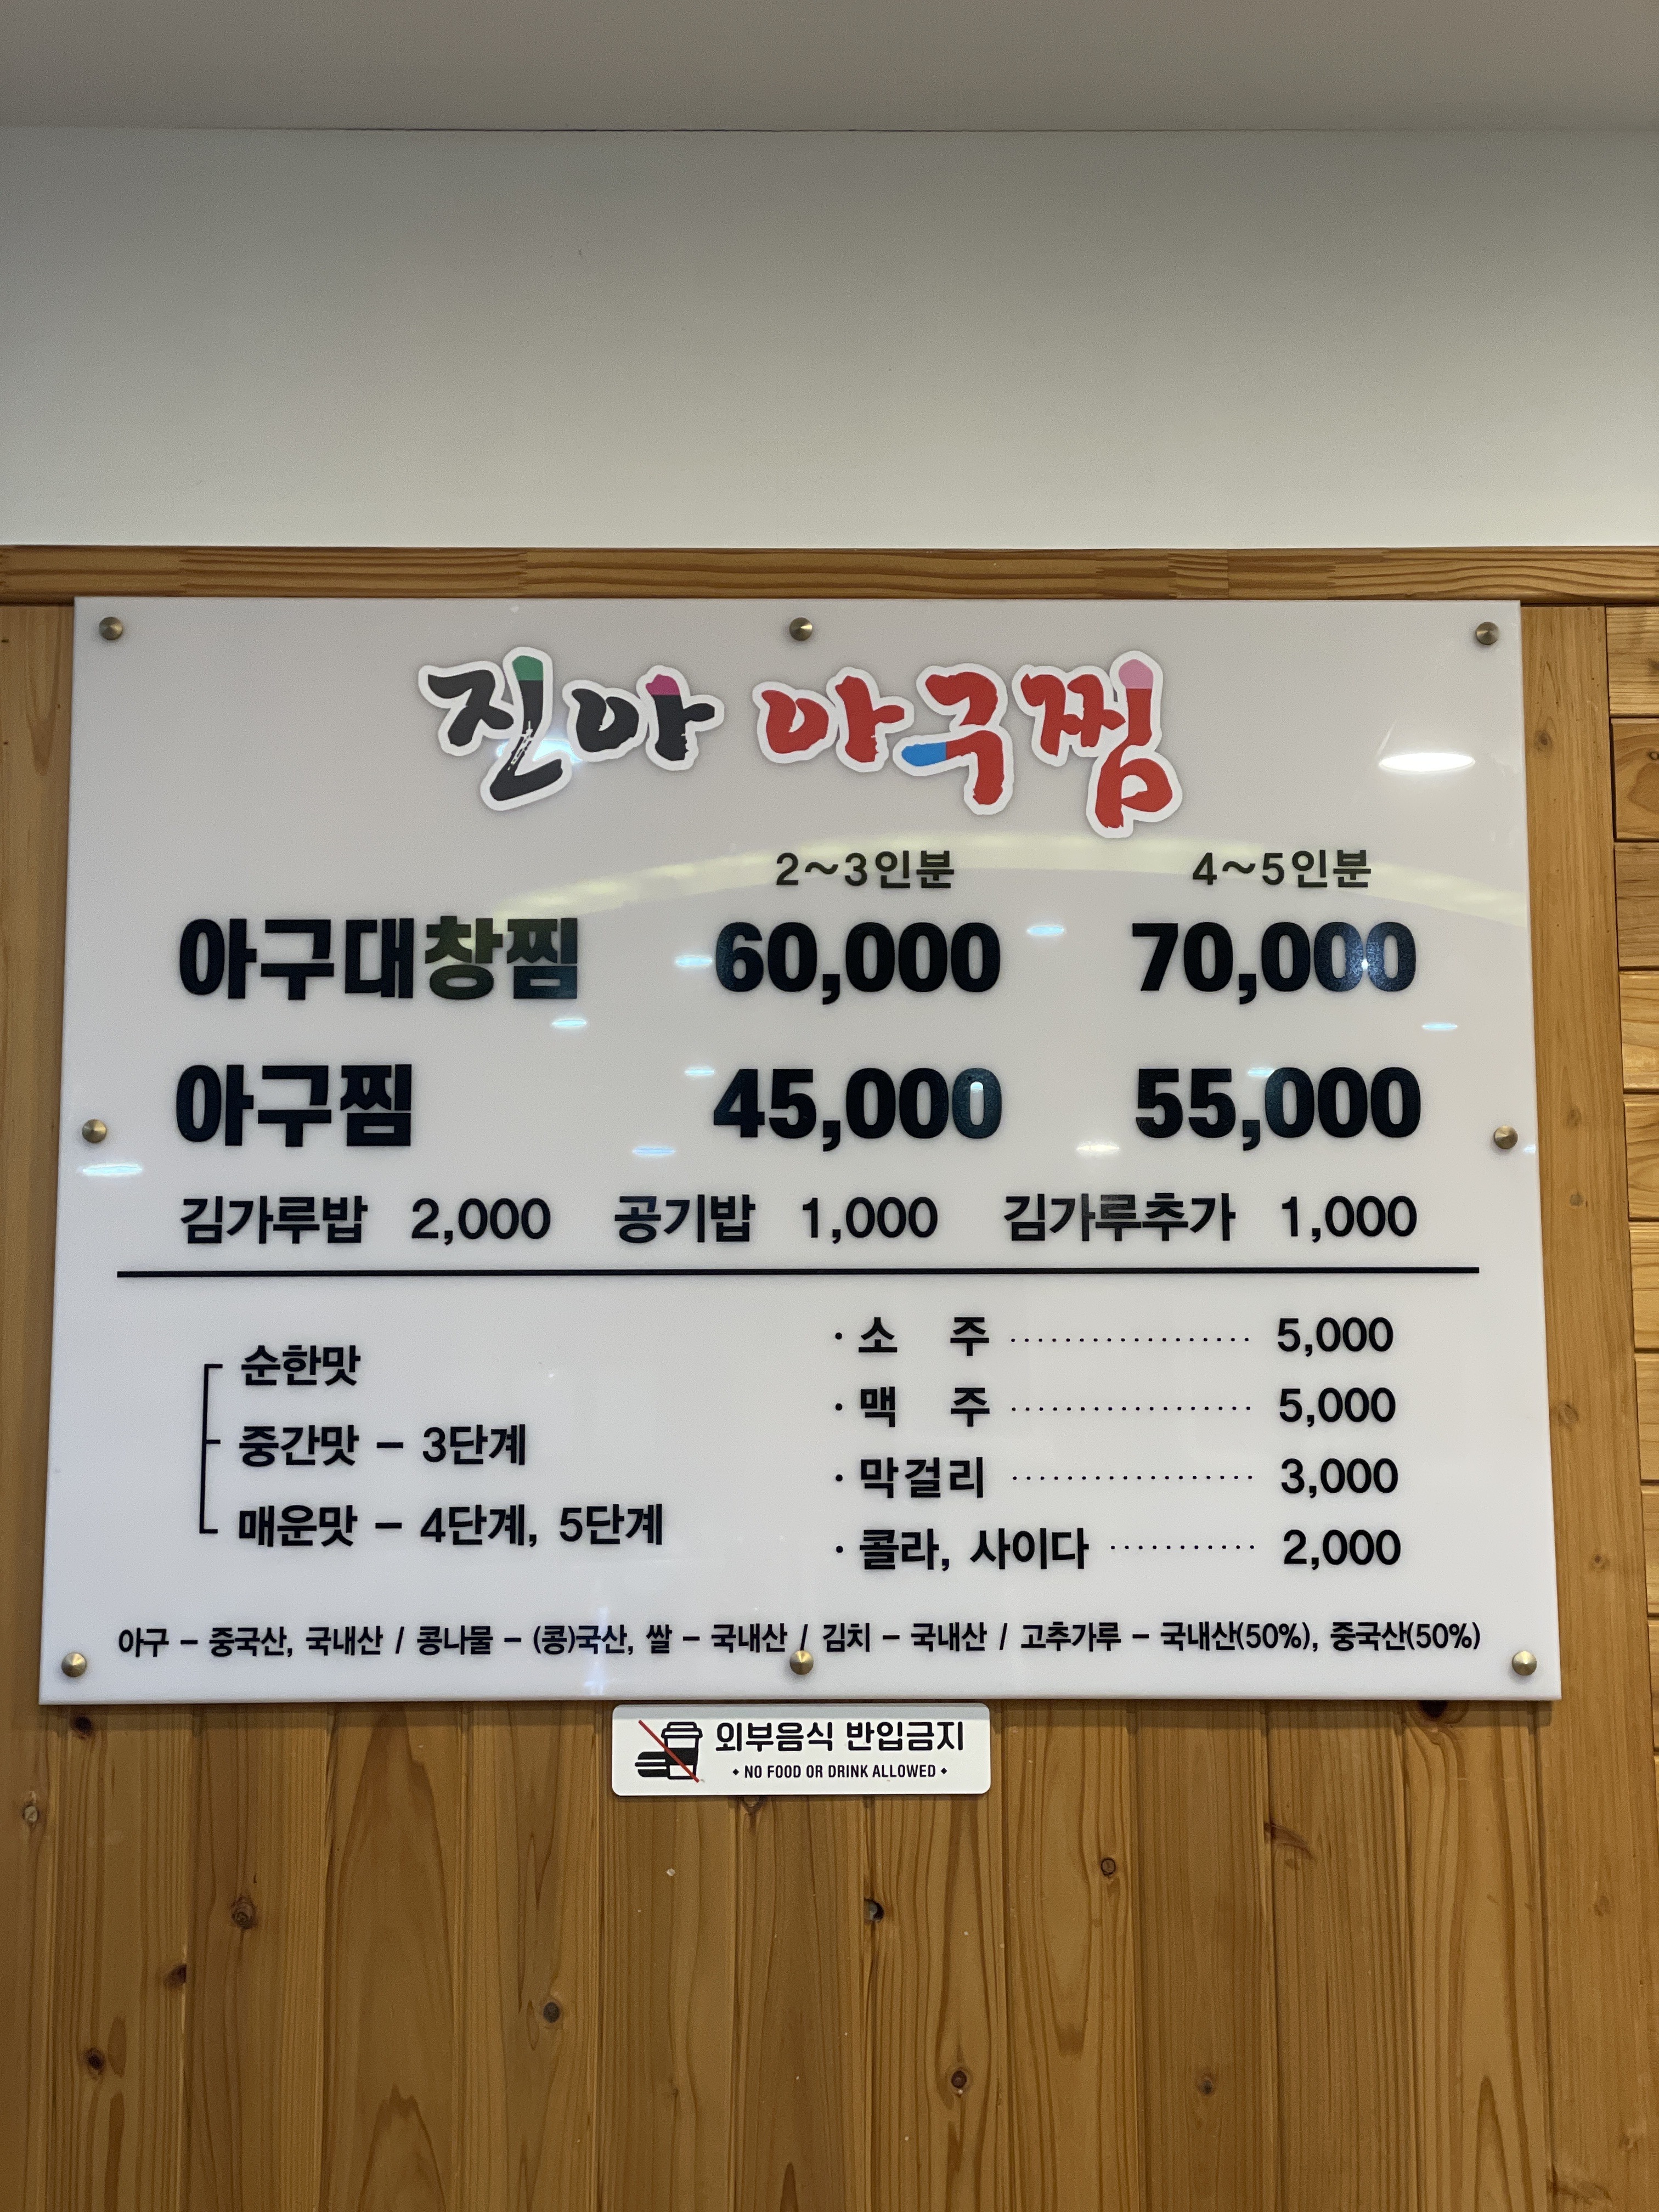 진아 아구찜
2~3인분 4~5인분
아구대창찜 60,000 70,000
아구찜 45,000 55,000
김가루밥 2,000 공기밥 1,000 김가루추가 1,000
순한맛
중간맛 - 3단계
매운맛 - 4단계, 5단계
· 소 주 ·················· 5,000
· 맥 주 ·················· 5,000
· 막걸리 ·················· 3,000
· 콜라, 사이다 ··········· 2,000
아구 - 중국산, 국내산 / 콩나물 - (콩)국산, 쌀 - 국내산 / 김치 - 국내산 / 고추가루 - 국내산(50%), 중국산(50%)
외부음식 반입금지
• NO FOOD OR DRINK ALLOWED •